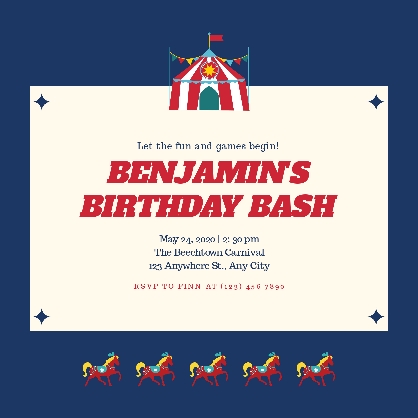 Let the fun and games begin!
BENJAMIN'S
BIRTHDAY BASH
May 24, 2020 | 2: 30 pm
The Beechtown Carnival
123 Anywhere St., Any City
RSVP TO FINN AT (123) 456 7890